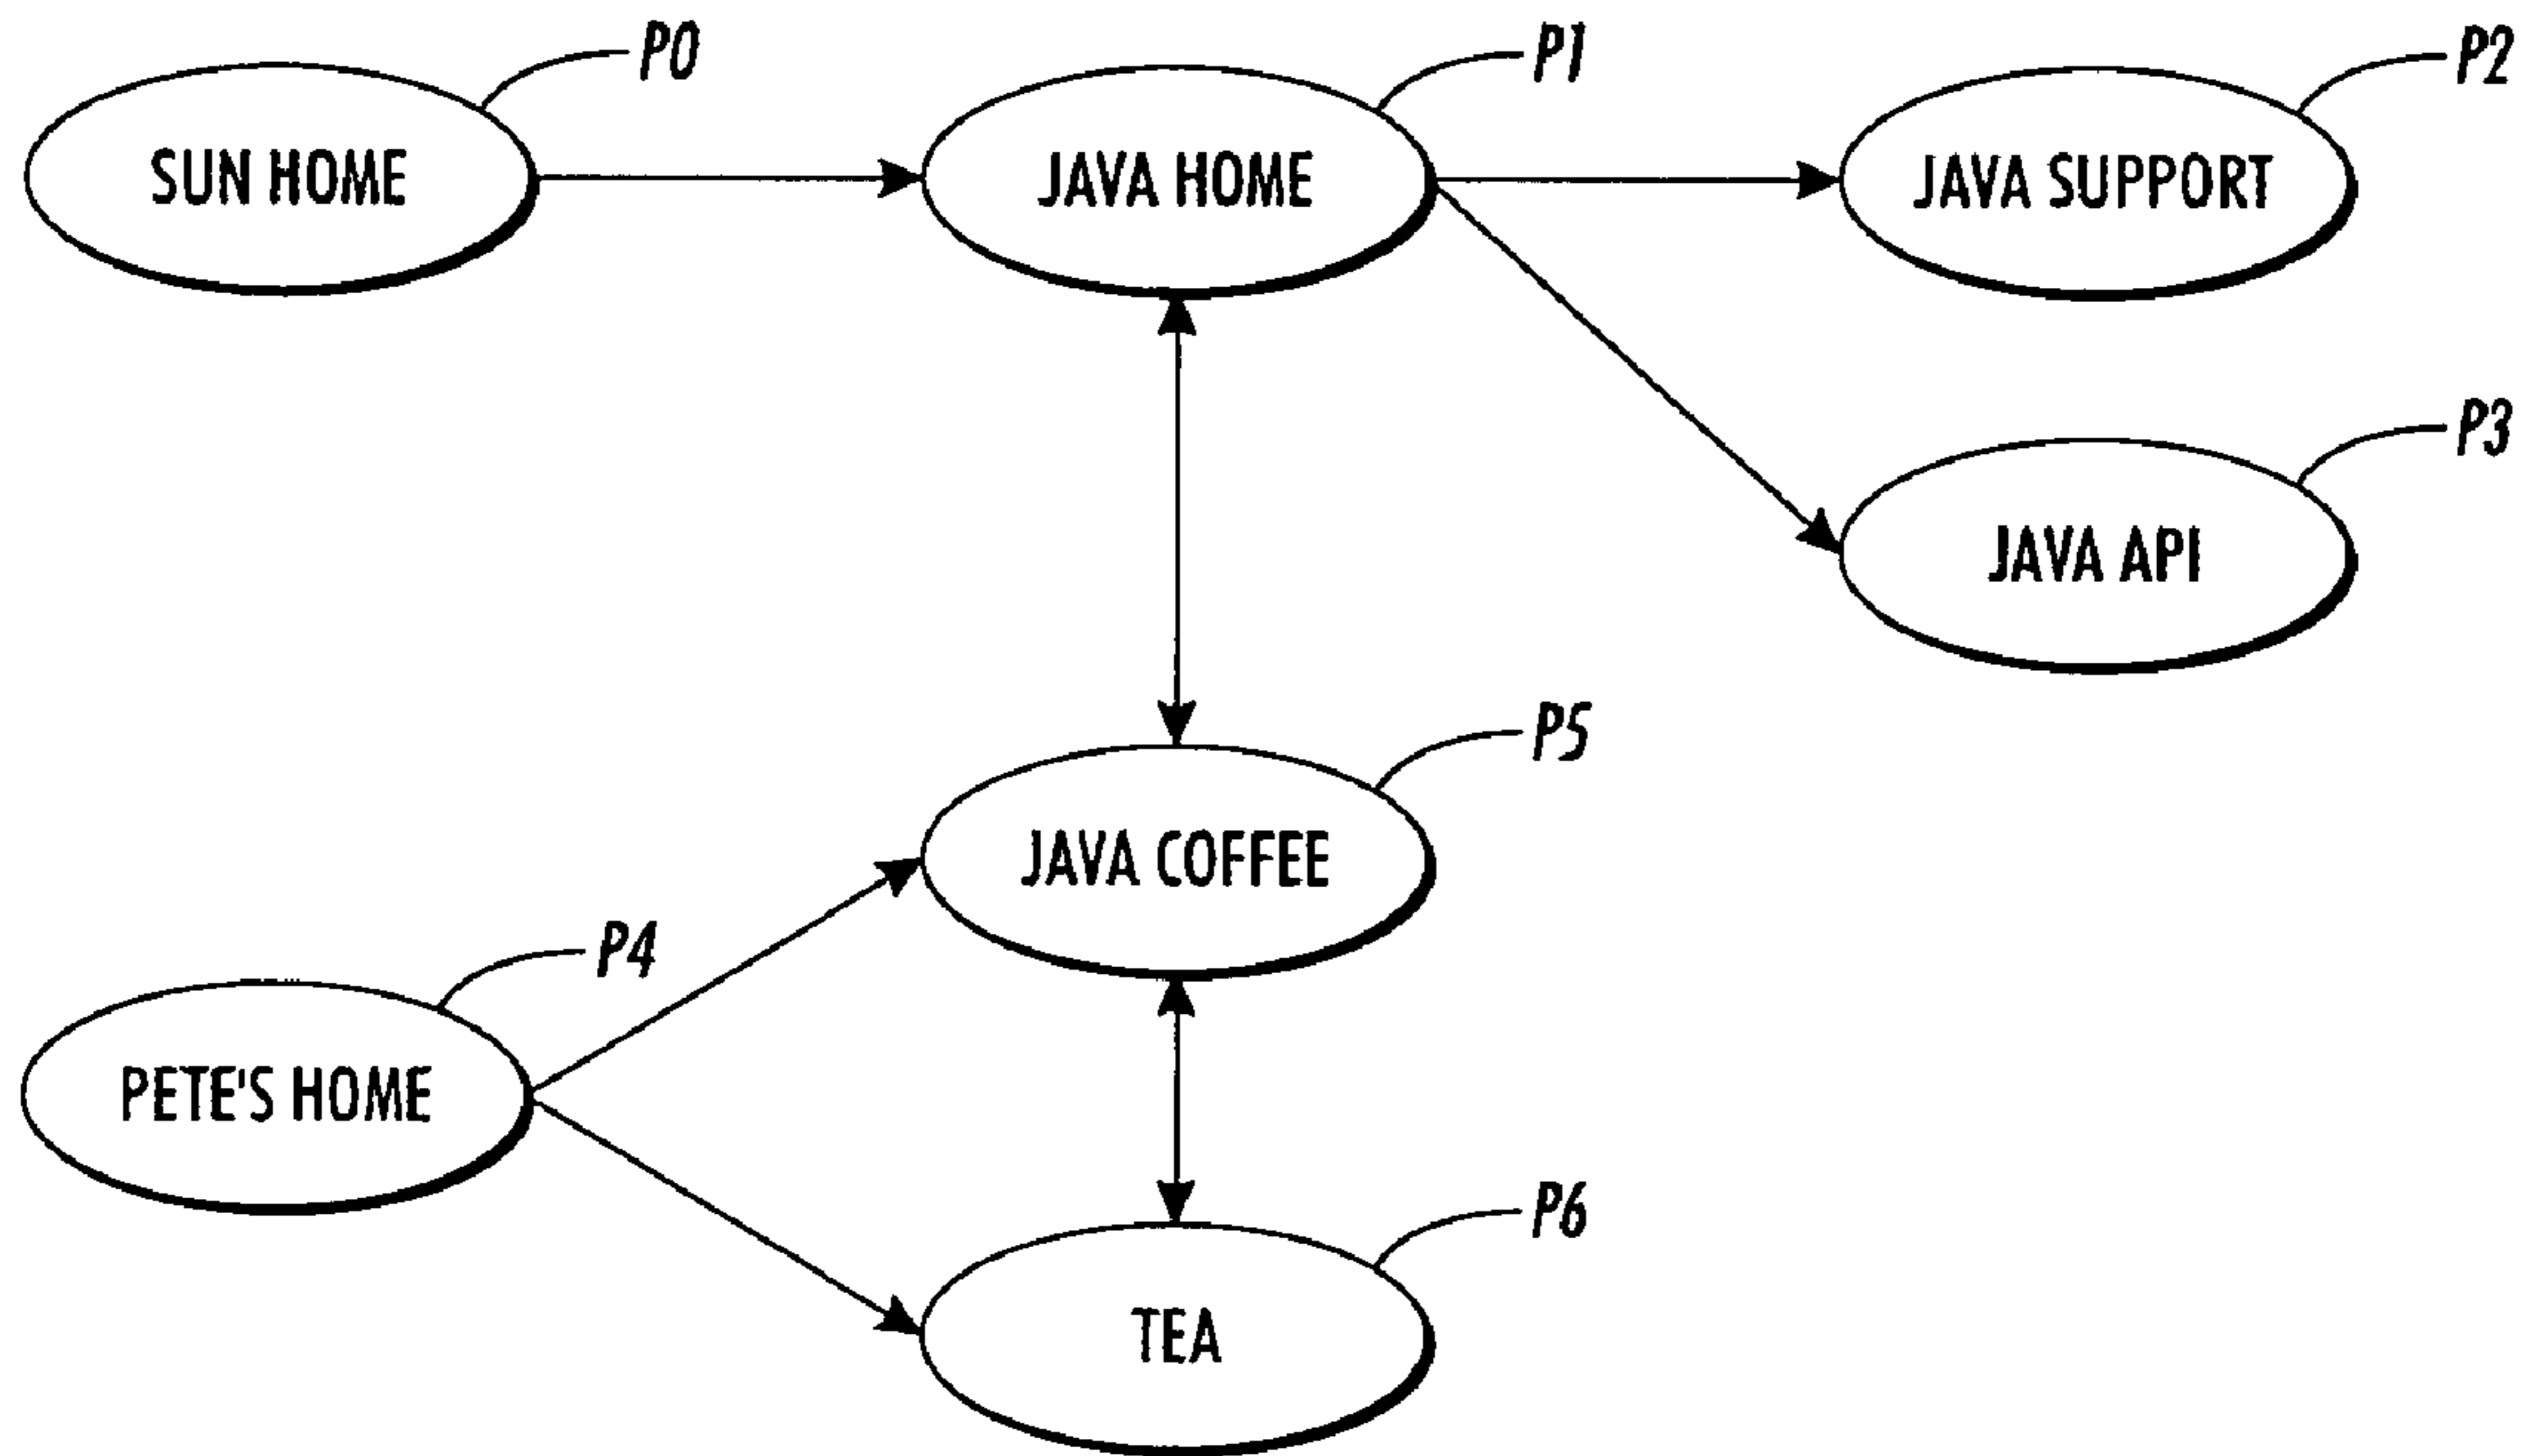 P0
SUN HOME
P1
JAVA HOME
P2
JAVA SUPPORT
P3
JAVA API
P5
JAVA COFFEE
P4
PETE'S HOME
P6
TEA